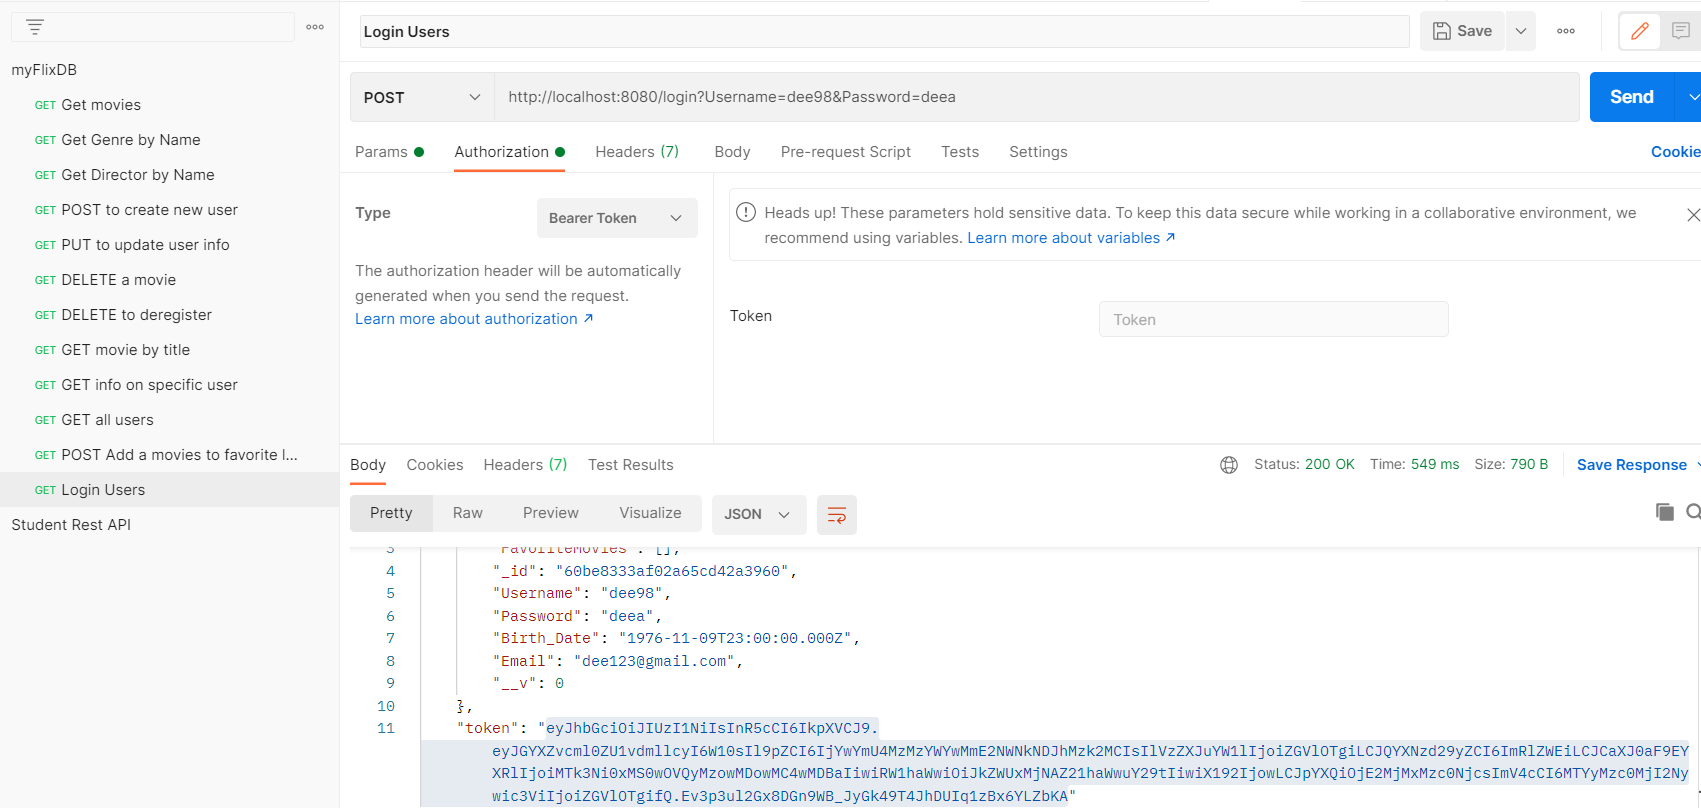 Login Users
Save
myFlixDB
GET Get movies
GET Get Genre by Name
GET Get Director by Name
GET POST to create new user
GET PUT to update user info
GET DELETE a movie
GET DELETE to deregister
GET GET movie by title
GET GET info on specific user
GET GET all users
GET POST Add a movies to favorite l...
GET Login Users
Student Rest API
POST
http://localhost:8080/login?Username=dee98&Password=deea
Send
Params
Authorization
Headers (7)
Body
Pre-request Script
Tests
Settings
Cookie
Type
Bearer Token
The authorization header will be automatically
generated when you send the request.
Learn more about authorization ↗
Heads up! These parameters hold sensitive data. To keep this data secure while working in a collaborative environment, we
recommend using variables. Learn more about variables ↗
Token
Token
Body
Cookies
Headers (7)
Test Results
Status: 200 OK
Time: 549 ms
Size: 790 B
Save Response
Pretty
Raw
Preview
Visualize
JSON
3 "FavoriteMovies": [],
4 "_id": "60be8333af02a65cd42a3960",
5 "Username": "dee98",
6 "Password": "deea",
7 "Birth_Date": "1976-11-09T23:00:00.000Z",
8 "Email": "dee123@gmail.com",
9 "__v": 0
10 },
11 "token": "eyJhbGciOiJIUzI1NiIsInR5cCI6IkpXVCJ9.
eyJGYXZvcml0ZU1vdmllcyI6W10sIl9pZCI6IjYwYmU4MzMzYWYwMmE2NWNkNDJhMzk2MCIsIlVzZXJuYW1lIjoiZGVlOTgiLCJQYXNzd29yZCI6ImRlZWEiLCJCaXJ0aF9EY
XRlIjoiMTk3Ni0xMS0wOVQyMzowMDowMC4wMDBaIiwiRW1haWwiOiJkZWUxMjNAZ21haWwuY29tIiwiX192IjowLCJpYXQiOjE2MjMxMzc0NjcsImV4cCI6MTYyMzc0MjI2Ny
wic3ViIjoiZGVlOTgifQ.Ev3p3ul2Gx8DGn9WB_JyGk49T4JhDUIq1zBx6YLZbKA"